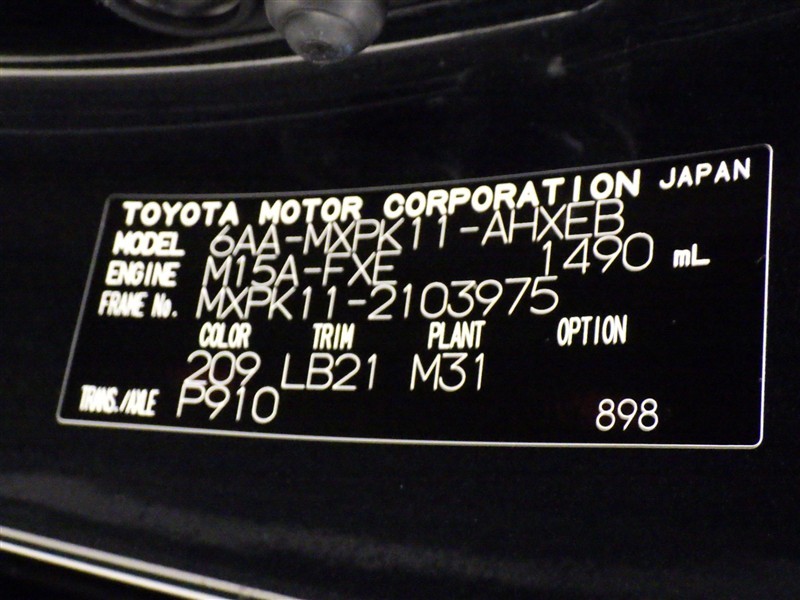 TOYOTA MOTOR CORPORATION JAPAN
MODEL 6AA-MXPK11-AHXEB
ENGINE M15A-FXE 1490 mL
FRAME No. MXPK11-2103975
COLOR TRIM PLANT OPTION
209 LB21 M31
TRANS./AXLE P910 898